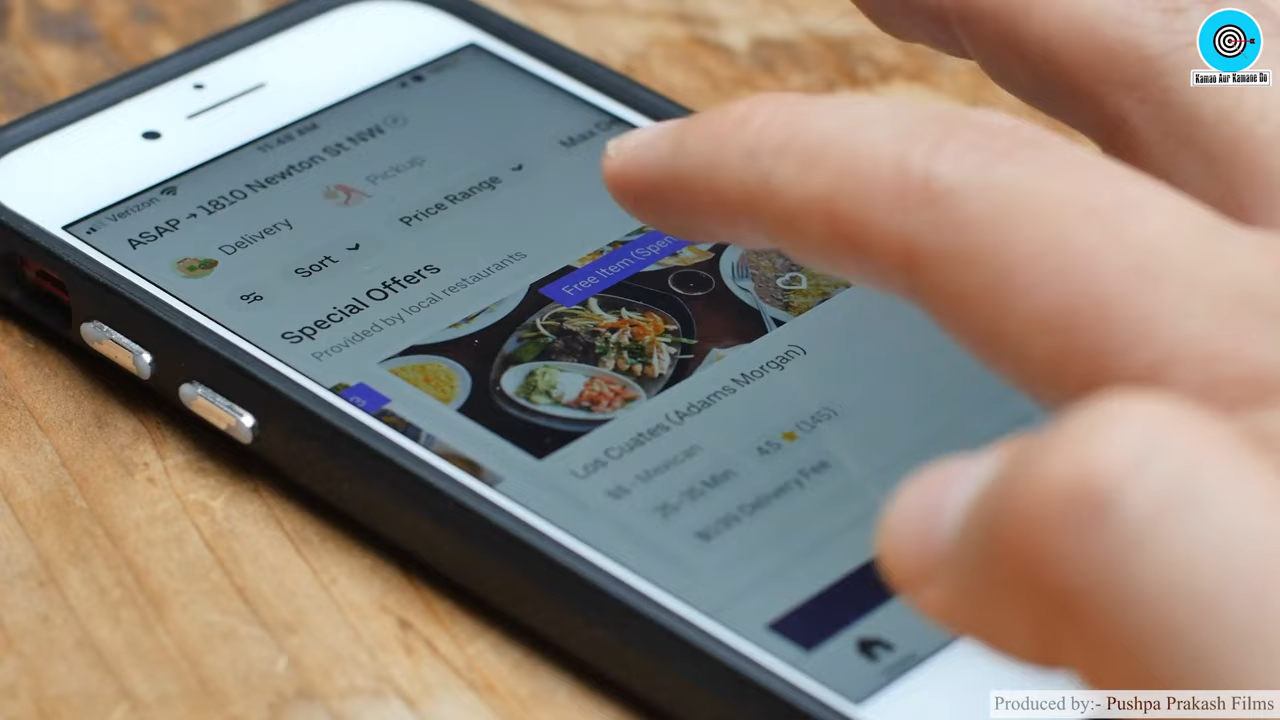 Kamao Aur Kamane Do
Verizon
11:48 AM
ASAP → 1810 Newton St NW
Delivery
Pickup
Sort
Price Range
Special Offers
Provided by local restaurants
Free Item (Spen
3
Los Cuates (Adams Morgan)
$$ • Mexican
25–35 Min
4.5 ★ (145)
Delivery Fee
Produced by:- Pushpa Prakash Films